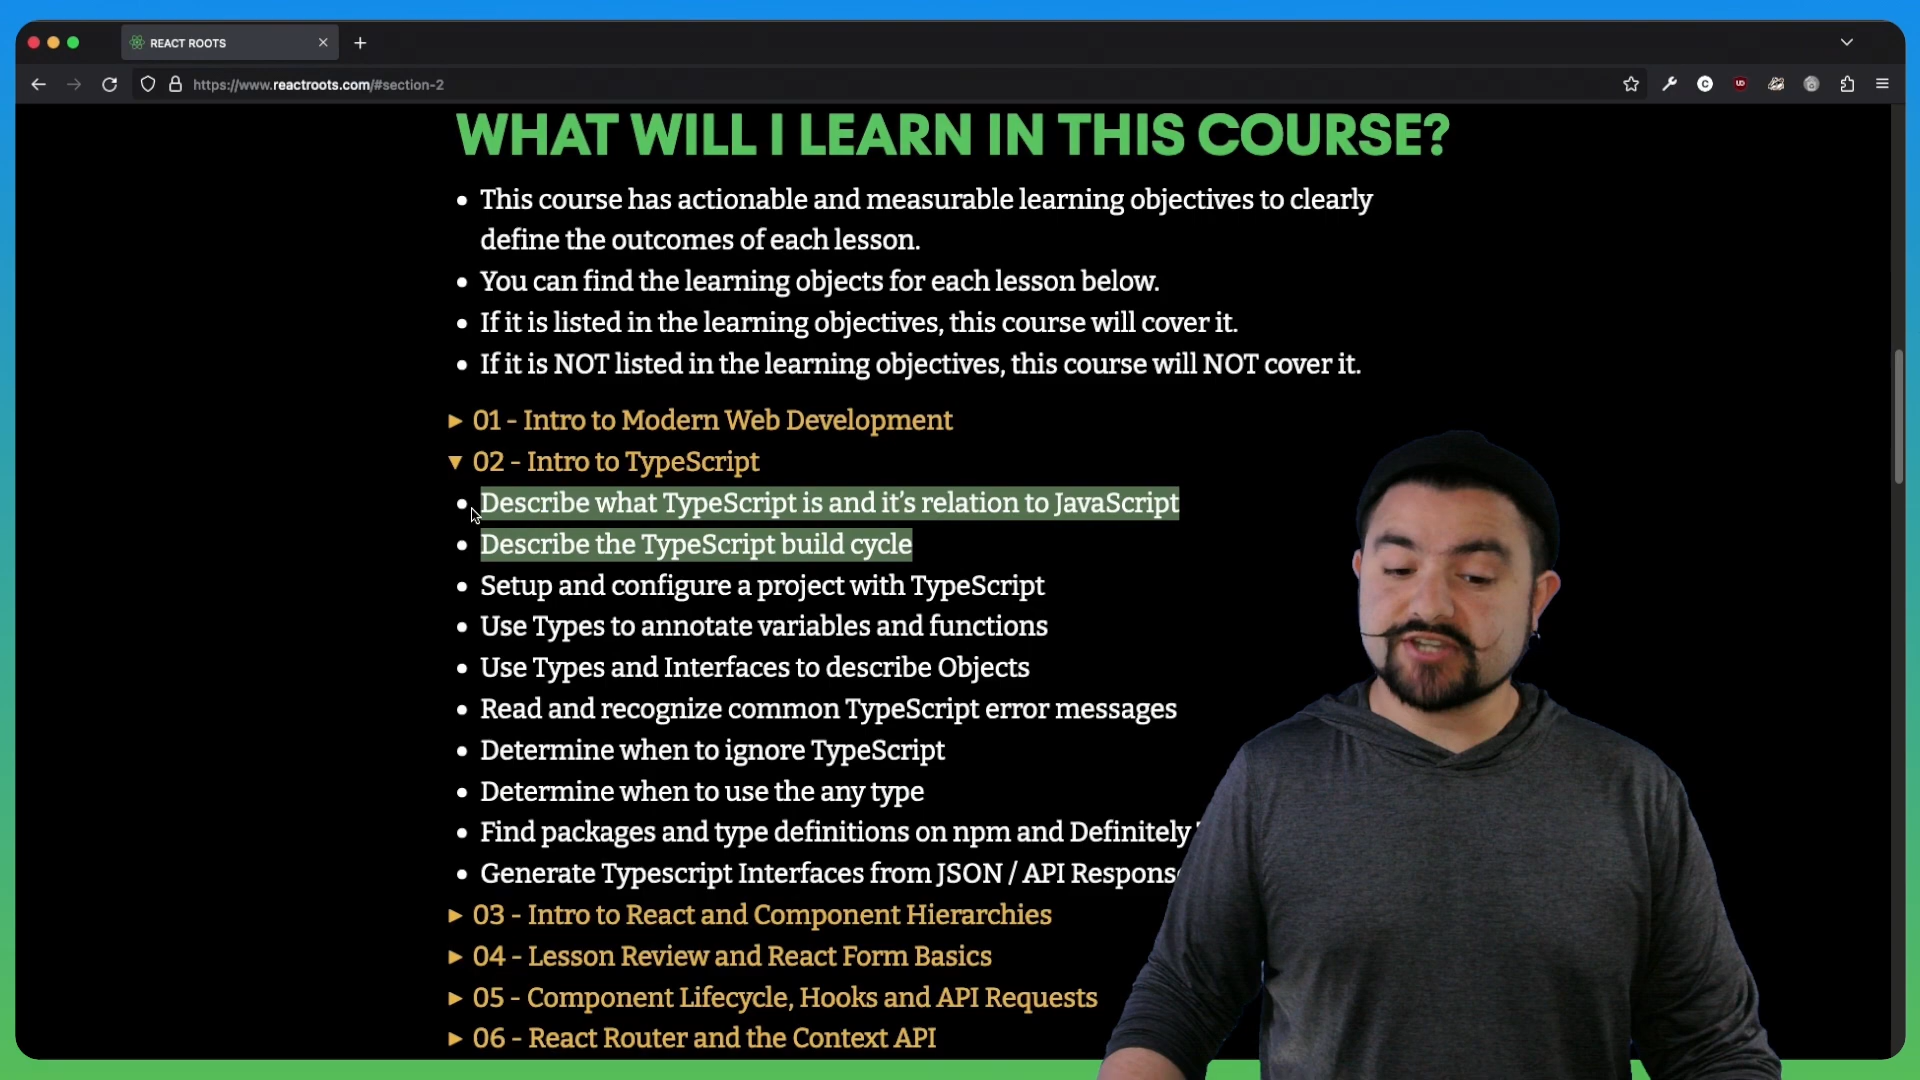 REACT ROOTS
https://www.reactroots.com/#section-2
WHAT WILL I LEARN IN THIS COURSE?
This course has actionable and measurable learning objectives to clearly
define the outcomes of each lesson.
You can find the learning objects for each lesson below.
If it is listed in the learning objectives, this course will cover it.
If it is NOT listed in the learning objectives, this course will NOT cover it.
01 - Intro to Modern Web Development
02 - Intro to TypeScript
Describe what TypeScript is and it’s relation to JavaScript
Describe the TypeScript build cycle
Setup and configure a project with TypeScript
Use Types to annotate variables and functions
Use Types and Interfaces to describe Objects
Read and recognize common TypeScript error messages
Determine when to ignore TypeScript
Determine when to use the any type
Find packages and type definitions on npm and Definitely
Generate Typescript Interfaces from JSON / API
03 - Intro to React and Component Hierarchies
04 - Lesson Review and React Form Basics
05 - Component Lifecycle, Hooks and API Requests
06 - React Router and the Context API